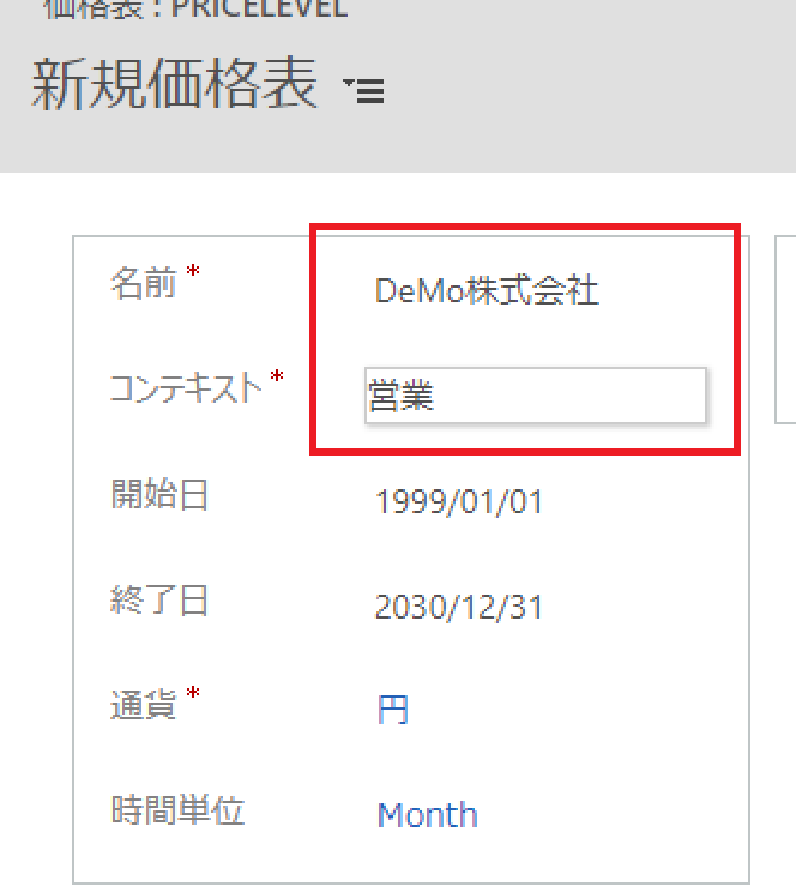 価格表 : PRICELEVEL
新規価格表
名前 * DeMo株式会社
コンテキスト * 営業
開始日 1999/01/01
終了日 2030/12/31
通貨 * 円
時間単位 Month